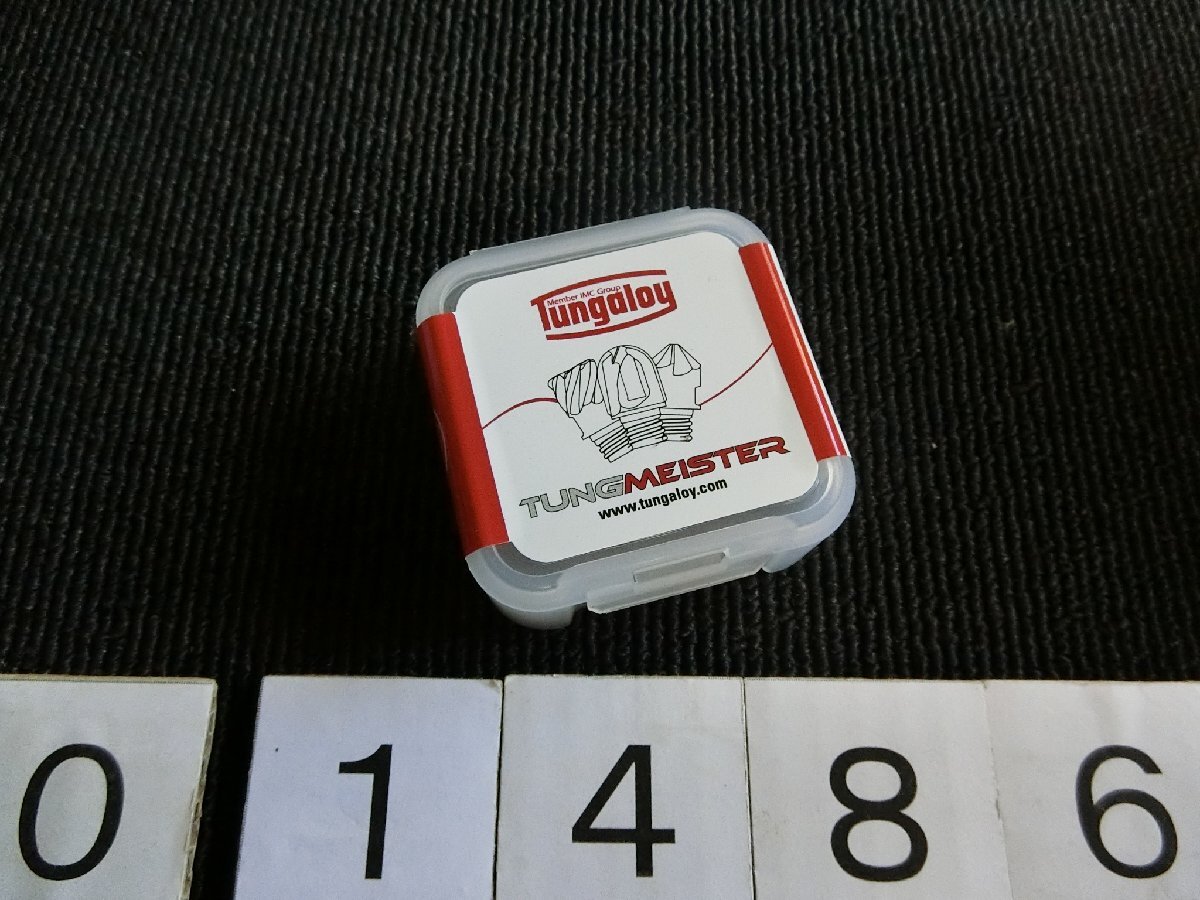 Member IMC Group
Tungaloy
TUNGMEISTER
www.tungaloy.com
0 1 4 8 6